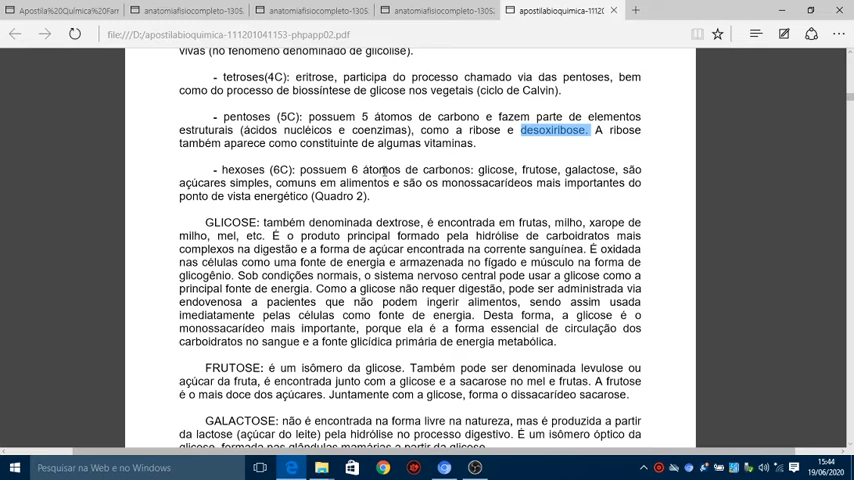 Apostila%20Química%20Farr
anatomiafisiocompleto-1305
anatomiafisiocompleto-1305
anatomiafisiocompleto-1305
apostilabioquimica-11120
file:///D:/apostilabioquimica-111201041153-phpapp02.pdf
vivas (no fenômeno denominado de glicólise).
- tetroses(4C): eritrose, participa do processo chamado via das pentoses, bem
como do processo de biossíntese de glicose nos vegetais (ciclo de Calvin).
- pentoses (5C): possuem 5 átomos de carbono e fazem parte de elementos
estruturais (ácidos nucléicos e coenzimas), como a ribose e desoxiribose. A ribose
também aparece como constituinte de algumas vitaminas.
- hexoses (6C): possuem 6 átomos de carbonos: glicose, frutose, galactose, são
açúcares simples, comuns em alimentos e são os monossacarídeos mais importantes do
ponto de vista energético (Quadro 2).
GLICOSE: também denominada dextrose, é encontrada em frutas, milho, xarope de
milho, mel, etc. É o produto principal formado pela hidrólise de carboidratos mais
complexos na digestão e a forma de açúcar encontrada na corrente sanguínea. É oxidada
nas células como uma fonte de energia e armazenada no fígado e músculo na forma de
glicogênio. Sob condições normais, o sistema nervoso central pode usar a glicose como a
principal fonte de energia. Como a glicose não requer digestão, pode ser administrada via
endovenosa a pacientes que não podem ingerir alimentos, sendo assim usada
imediatamente pelas células como fonte de energia. Desta forma, a glicose é o
monossacarídeo mais importante, porque ela é a forma essencial de circulação dos
carboidratos no sangue e a fonte glicídica primária de energia metabólica.
FRUTOSE: é um isômero da glicose. Também pode ser denominada levulose ou
açúcar da fruta, é encontrada junto com a glicose e a sacarose no mel e frutas. A frutose
é o mais doce dos açúcares. Juntamente com a glicose, forma o dissacarídeo sacarose.
GALACTOSE: não é encontrada na forma livre na natureza, mas é produzida a partir
da lactose (açúcar do leite) pela hidrólise no processo digestivo. É um isômero óptico da
glicose, formada nas glândulas mamárias a partir da glicose.
Pesquisar na Web e no Windows
15:44
19/06/2020